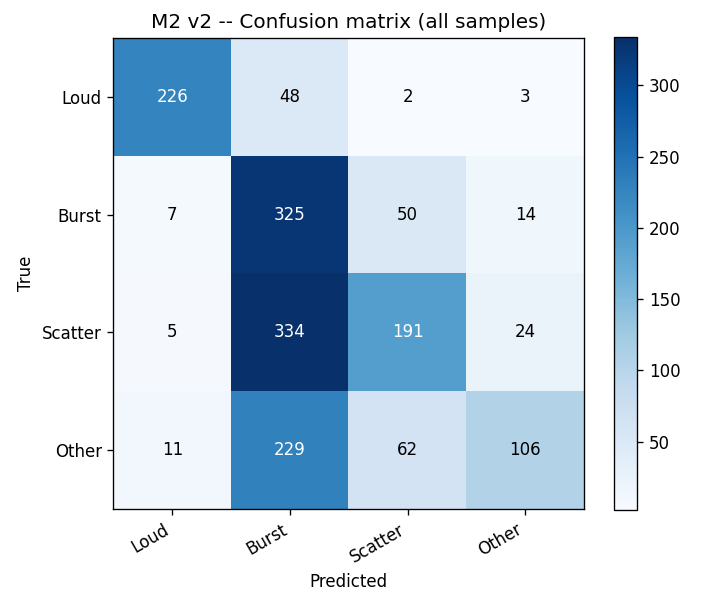 M2 v2 -- Confusion matrix (all samples)
True
Loud 226 48 2 3
Burst 7 325 50 14
Scatter 5 334 191 24
Other 11 229 62 106
Loud Burst Scatter Other
Predicted
300
250
200
150
100
50